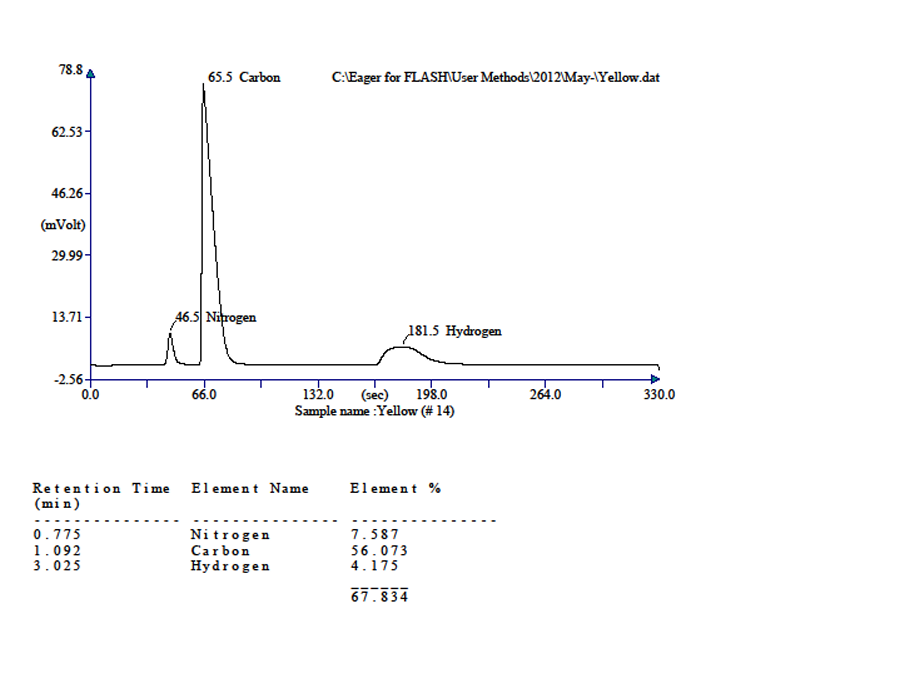 78.8
65.5 Carbon
C:\Eager for FLASH\User Methods\2012\May-\Yellow.dat
62.53
46.26
(mVolt)
29.99
13.71
46.5 Nitrogen
181.5 Hydrogen
-2.56
0.0 66.0 132.0 (sec) 198.0 264.0 330.0
Sample name :Yellow (# 14)
Retention Time Element Name Element %
(min)
--------------- --------------- ---------------
0.775 Nitrogen 7.587
1.092 Carbon 56.073
3.025 Hydrogen 4.175
67.834